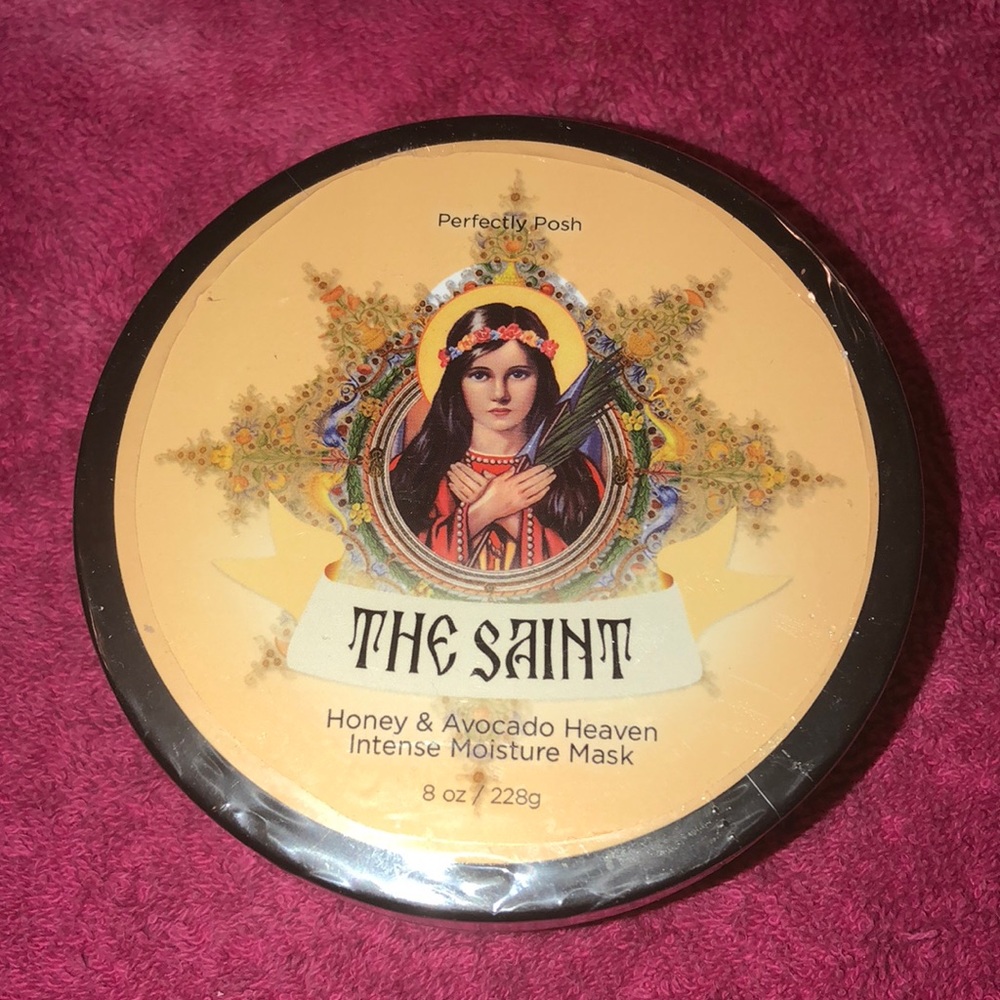 Perfectly Posh
THE SAINT
Honey & Avocado Heaven
Intense Moisture Mask
8 oz / 228g